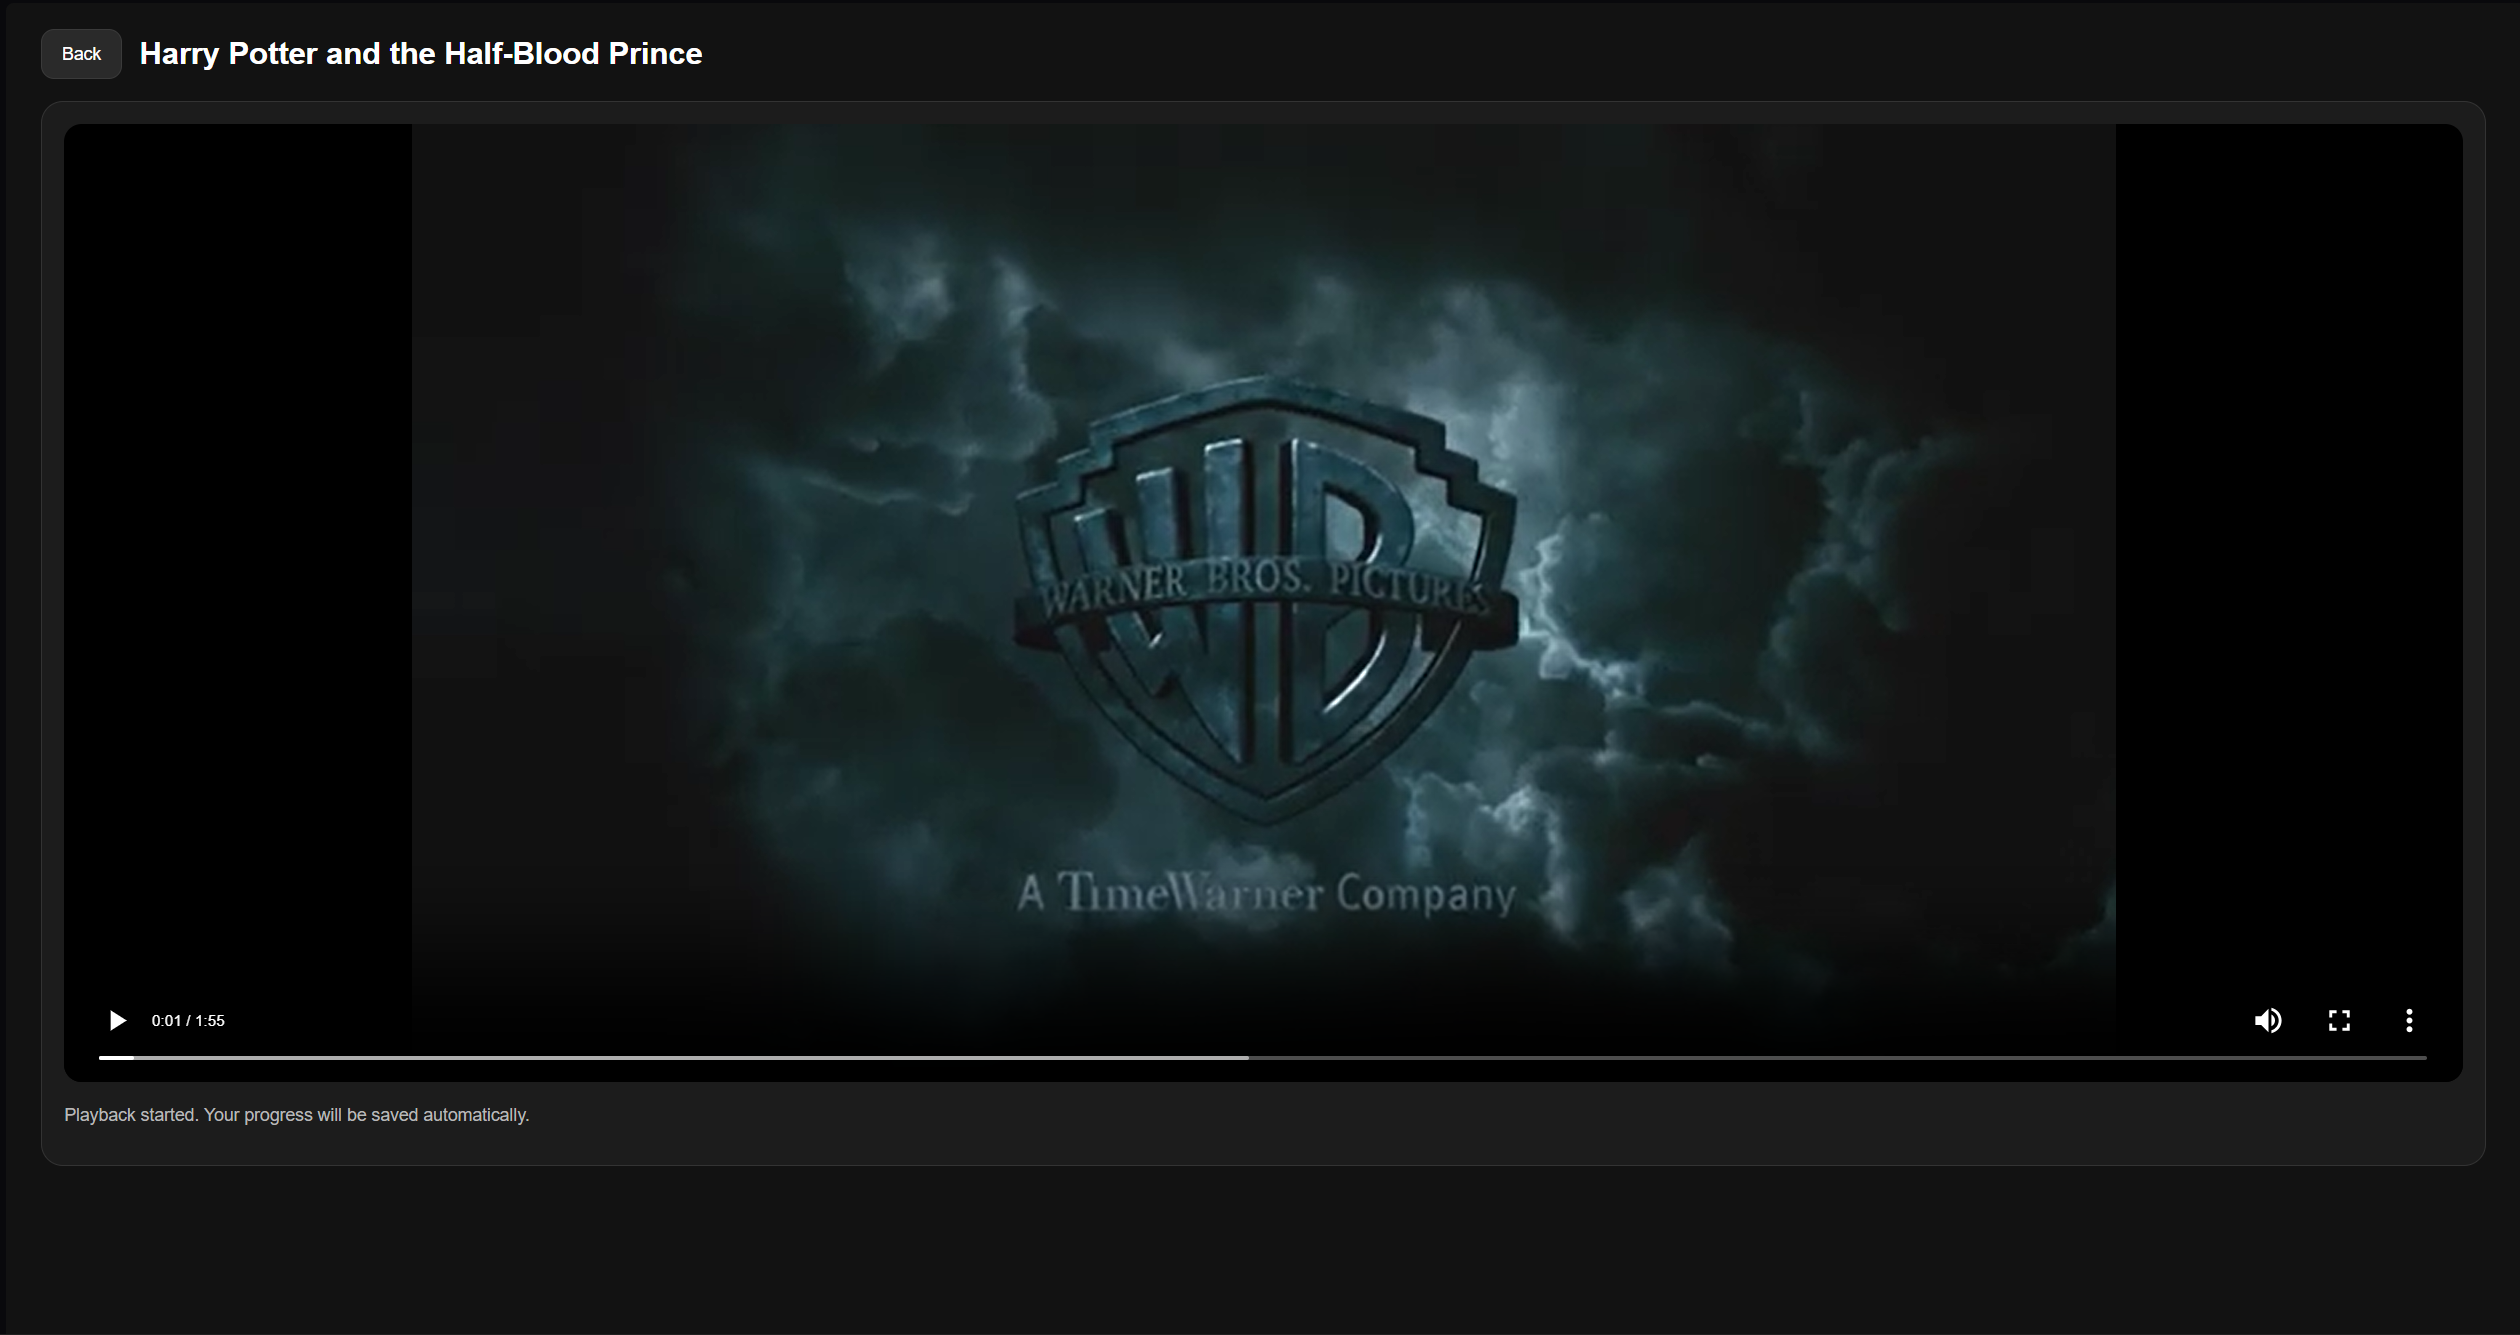 Back
Harry Potter and the Half-Blood Prince
WB
WARNER BROS. PICTURES
A TimeWarner Company
0:01 / 1:55
Playback started. Your progress will be saved automatically.